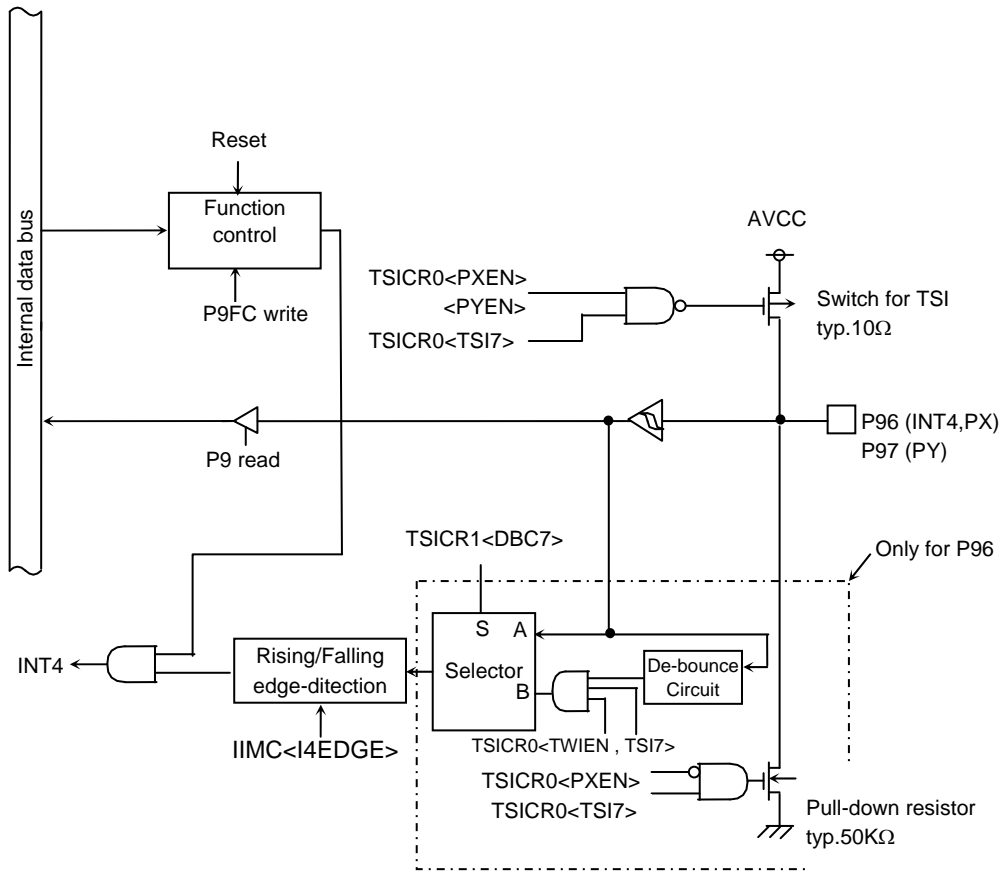 Internal data bus
Reset
Function
control
P9FC write
AVCC
TSICR0<PXEN>
<PYEN>
TSICR0<TSI7>
Switch for TSI
typ.10Ω
P9 read
P96 (INT4,PX)
P97 (PY)
TSICR1<DBC7>
Only for P96
S
A
Selector
B
De-bounce
Circuit
INT4
Rising/Falling
edge-ditection
IIMC<I4EDGE>
TSICR0<TWIEN , TSI7>
TSICR0<PXEN>
TSICR0<TSI7>
Pull-down resistor
typ.50KΩ